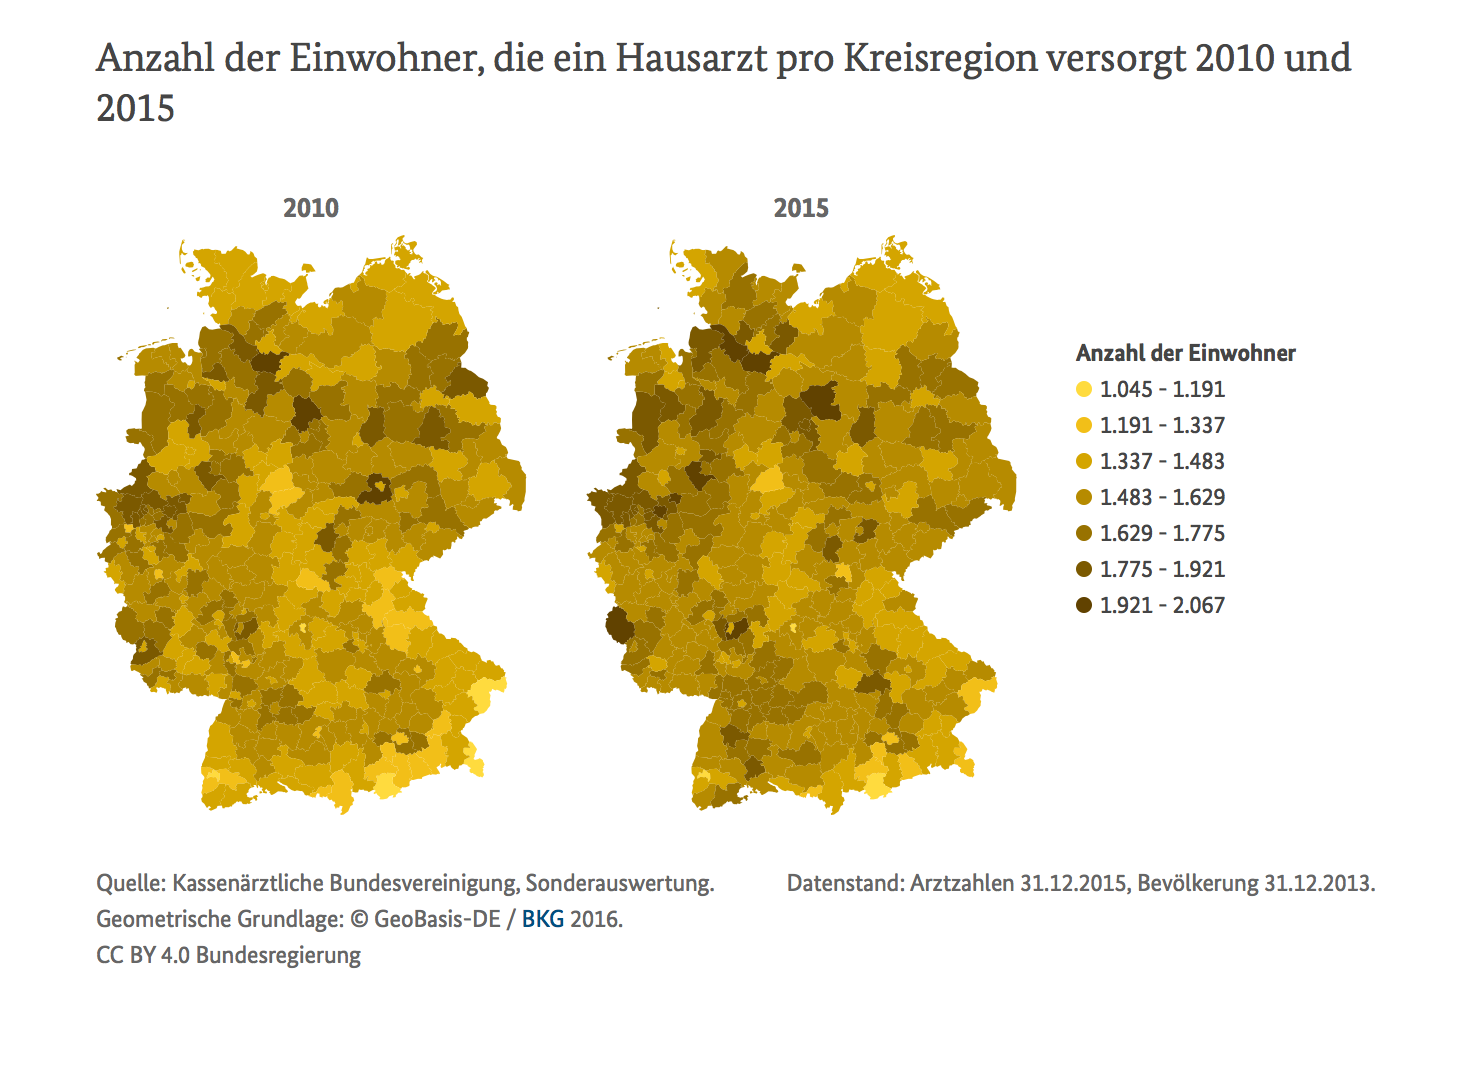 Anzahl der Einwohner, die ein Hausarzt pro Kreisregion versorgt 2010 und
2015
2010
2015
Anzahl der Einwohner
1.045 - 1.191
1.191 - 1.337
1.337 - 1.483
1.483 - 1.629
1.629 - 1.775
1.775 - 1.921
1.921 - 2.067
Quelle: Kassenärztliche Bundesvereinigung, Sonderauswertung.
Datenstand: Arztzahlen 31.12.2015, Bevölkerung 31.12.2013.
Geometrische Grundlage: © GeoBasis-DE / BKG 2016.
CC BY 4.0 Bundesregierung